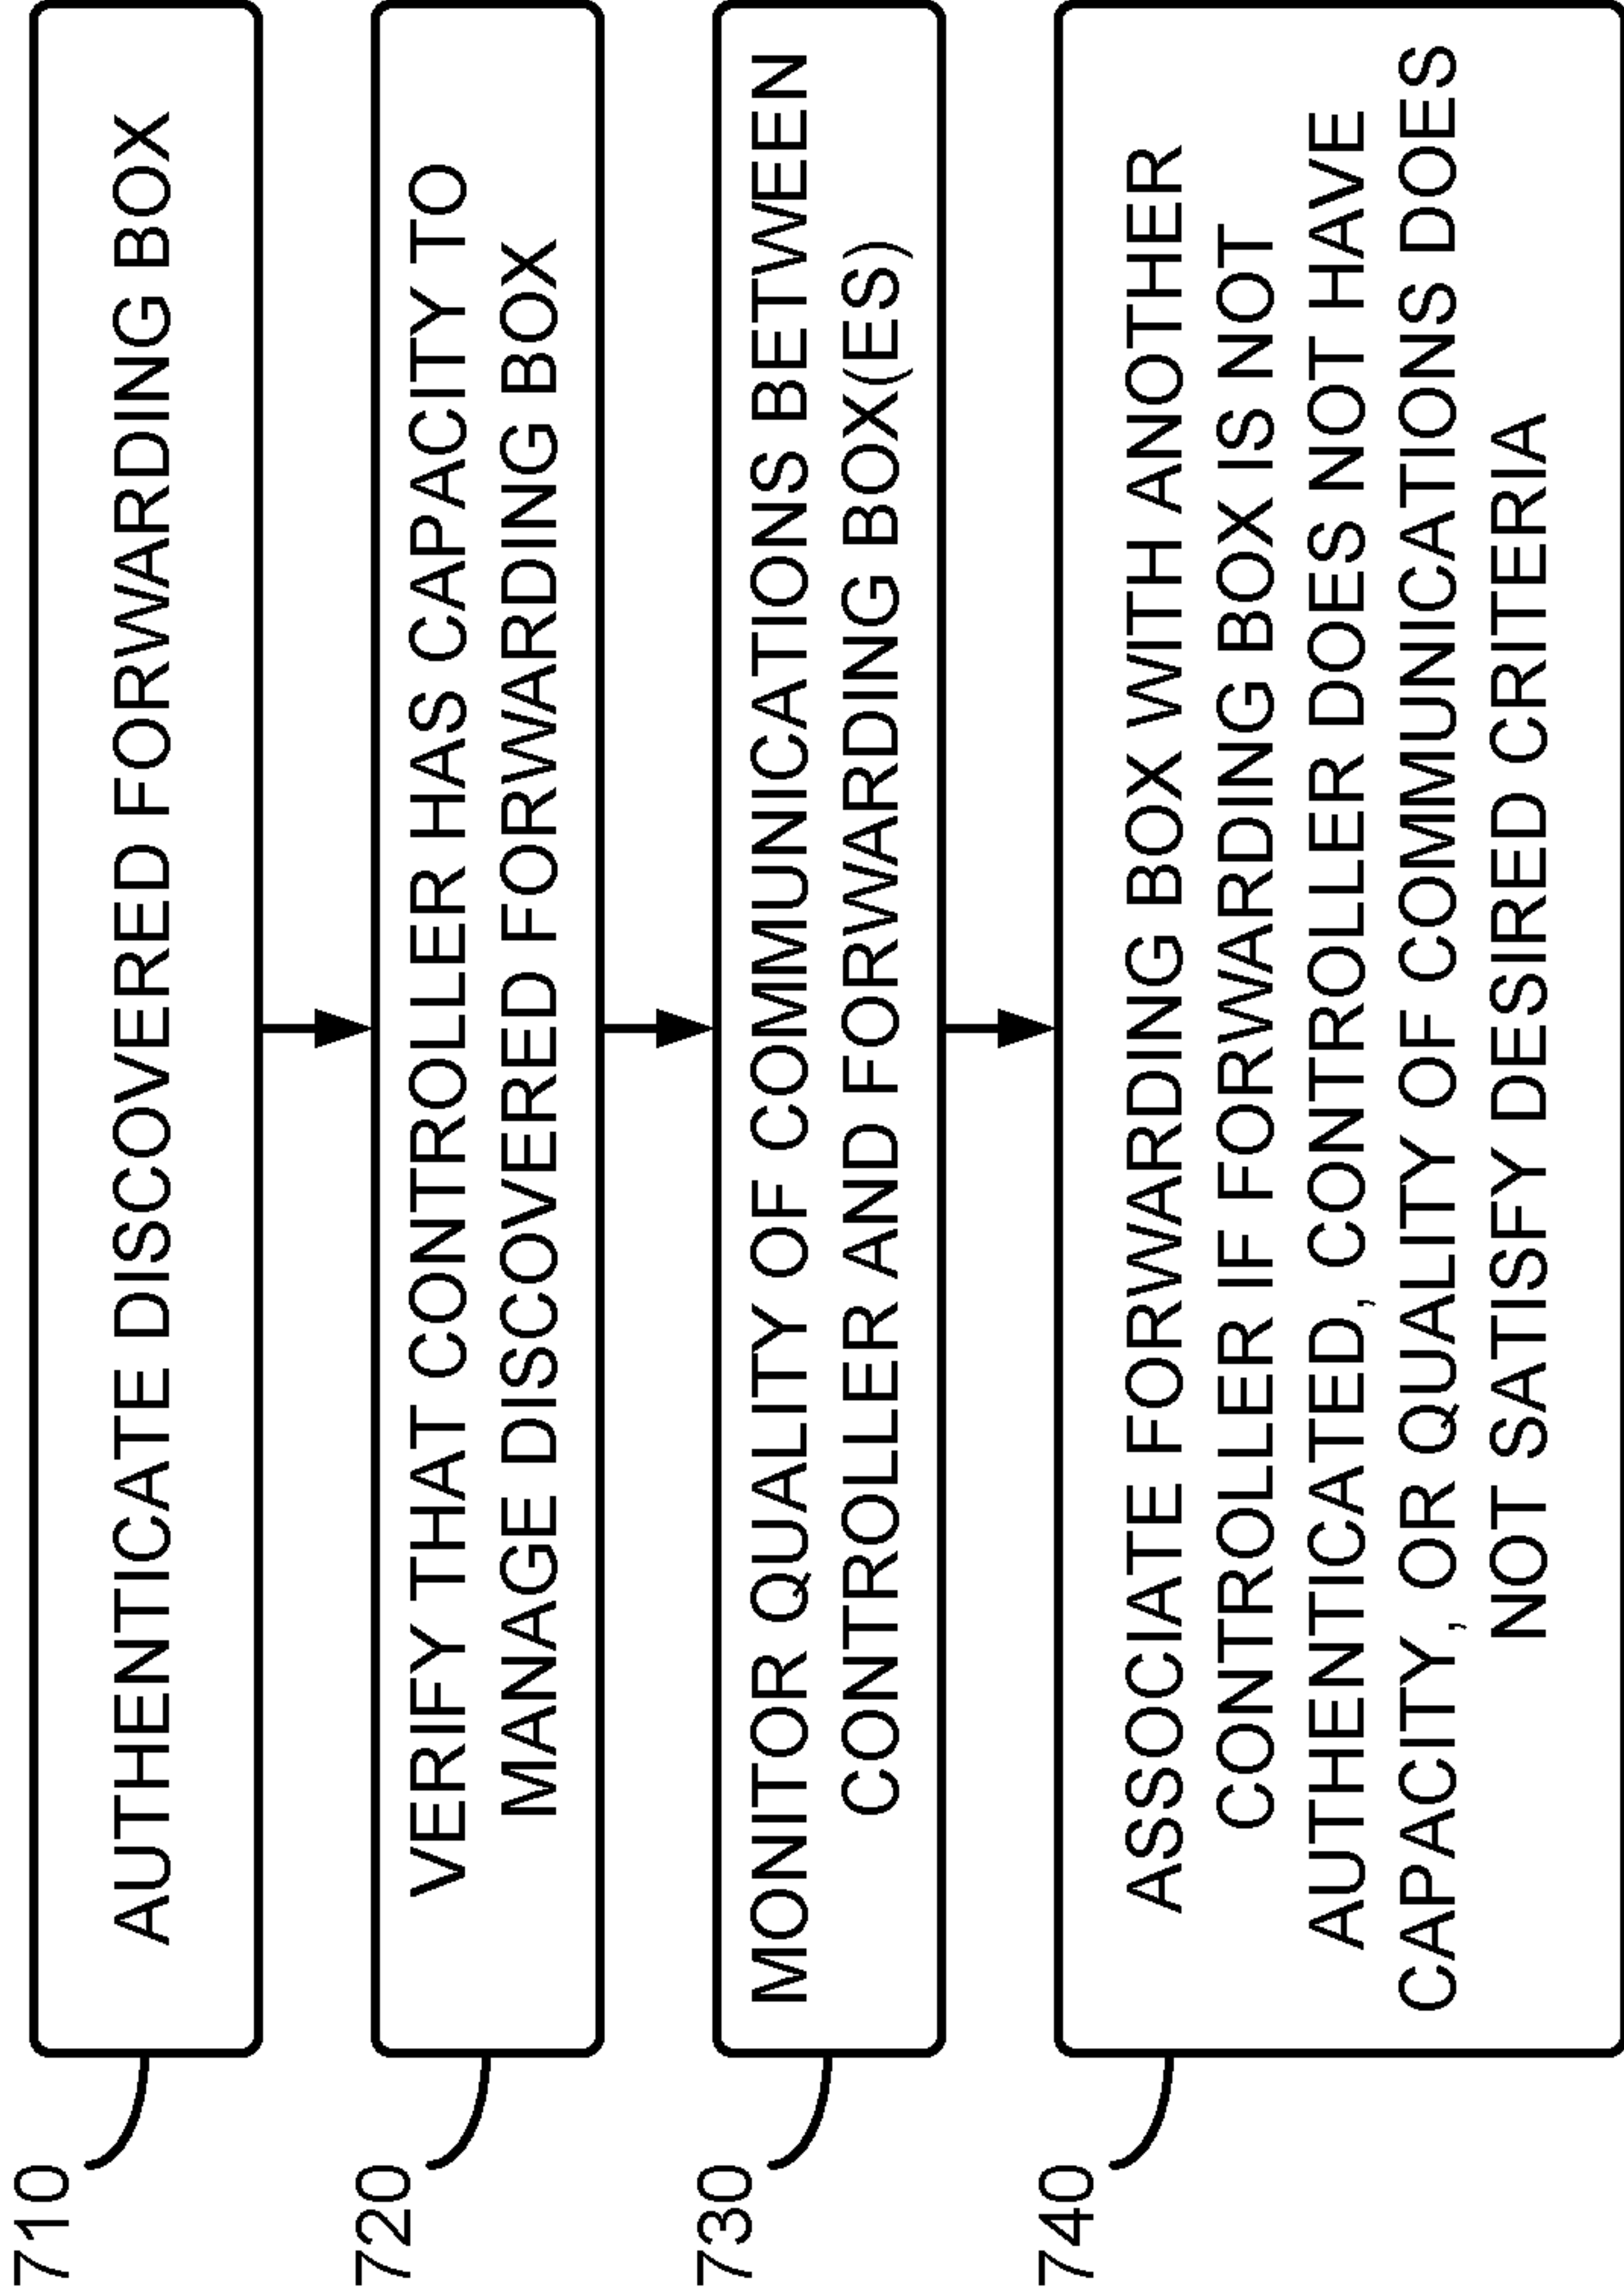 710
AUTHENTICATE DISCOVERED FORWARDING BOX
720
VERIFY THAT CONTROLLER HAS CAPACITY TO
MANAGE DISCOVERED FORWARDING BOX
730
MONITOR QUALITY OF COMMUNICATIONS BETWEEN
CONTROLLER AND FORWARDING BOX(ES)
740
ASSOCIATE FORWARDING BOX WITH ANOTHER
CONTROLLER IF FORWARDING BOX IS NOT
AUTHENTICATED, CONTROLLER DOES NOT HAVE
CAPACITY, OR QUALITY OF COMMUNICATIONS DOES
NOT SATISFY DESIRED CRITERIA